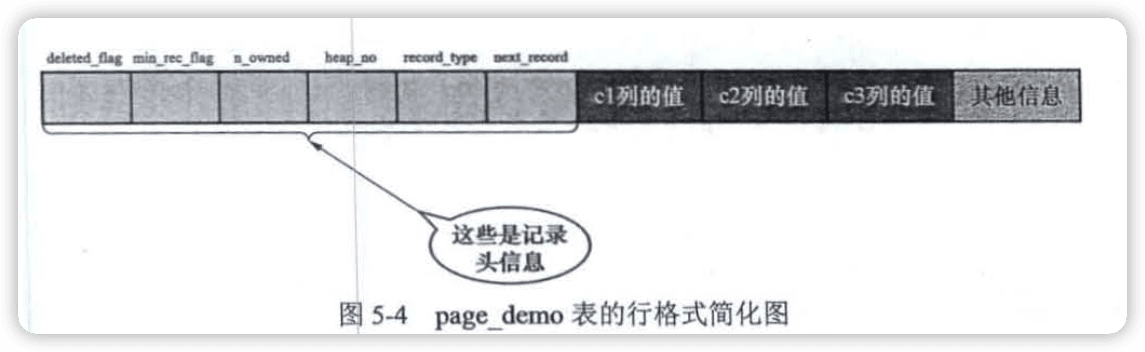 deleted_flag min_rec_flag n_owned heap_no record_type next_record
c1列的值 c2列的值 c3列的值 其他信息
这些是记录
头信息
图 5-4 page_demo 表的行格式简化图